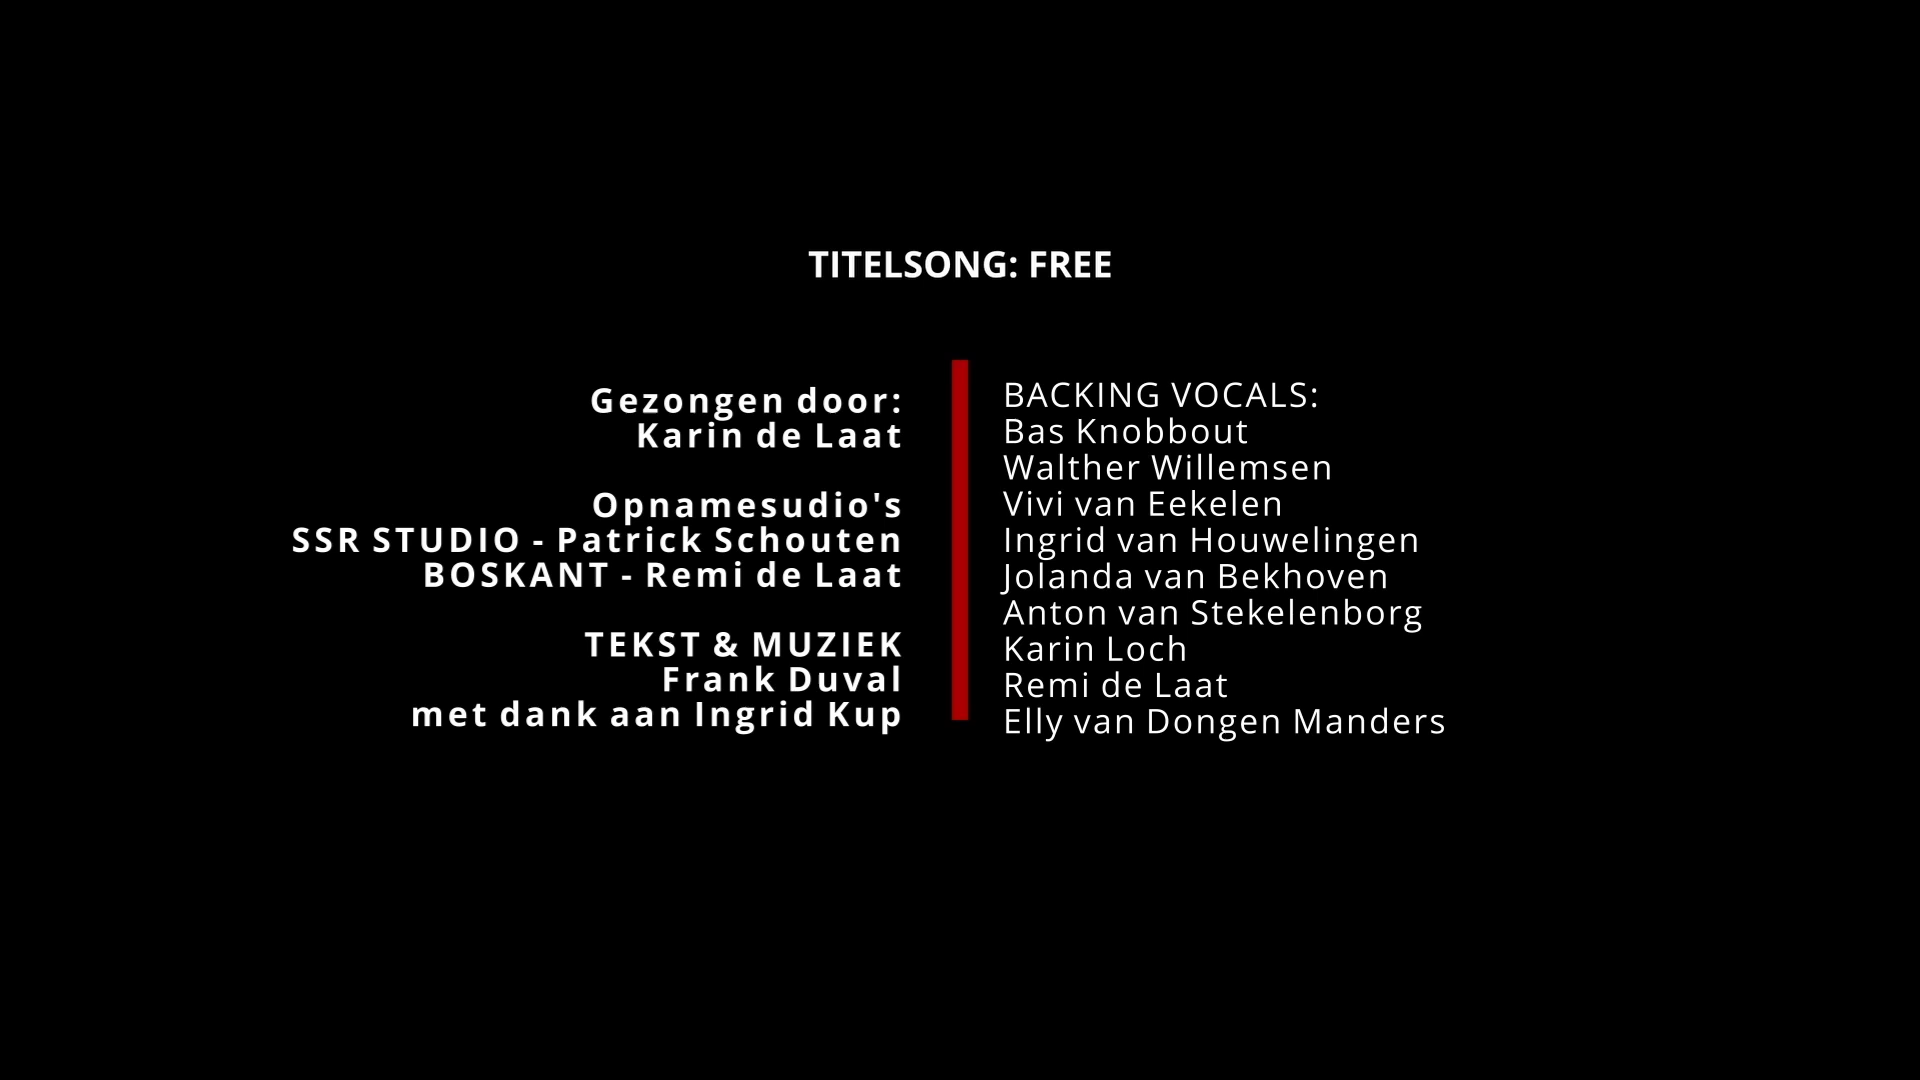 TITELSONG: FREE
Gezongen door:
Karin de Laat
Opnamesudio's
SSR STUDIO - Patrick Schouten
BOSKANT - Remi de Laat
TEKST & MUZIEK
Frank Duval
met dank aan Ingrid Kup
BACKING VOCALS:
Bas Knobbout
Walther Willemsen
Vivi van Eekelen
Ingrid van Houwelingen
Jolanda van Bekhoven
Anton van Stekelenborg
Karin Loch
Remi de Laat
Elly van Dongen Manders